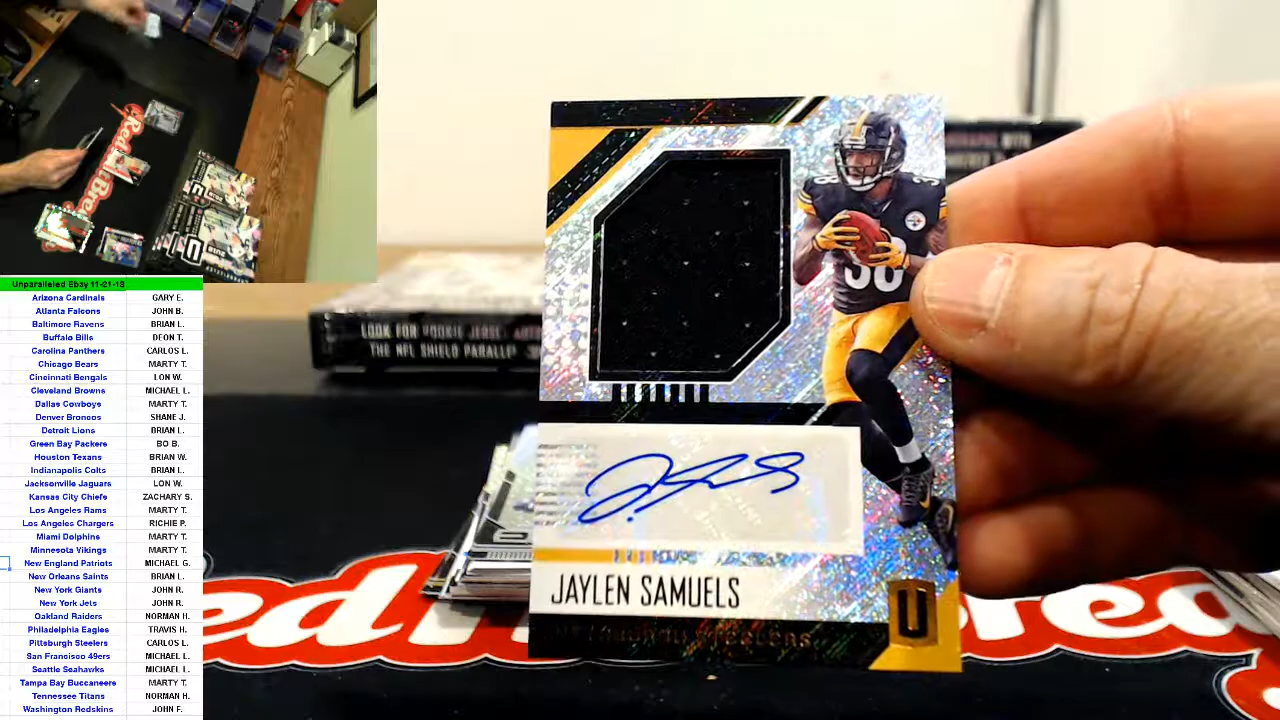 Unparalleled Ebay 11-21-18
Arizona Cardinals GARY E.
Atlanta Falcons JOHN B.
Baltimore Ravens BRIAN L.
Buffalo Bills DEON T.
Carolina Panthers CARLOS L.
Chicago Bears MARTY T.
Cincinnati Bengals LON W.
Cleveland Browns MICHAEL L.
Dallas Cowboys MARTY T.
Denver Broncos SHANE J.
Detroit Lions BRIAN L.
Green Bay Packers BO B.
Houston Texans BRIAN W.
Indianapolis Colts BRIAN L.
Jacksonville Jaguars LON W.
Kansas City Chiefs ZACHARY S.
Los Angeles Rams MARTY T.
Los Angeles Chargers RICHIE P.
Miami Dolphins MARTY T.
Minnesota Vikings MARTY T.
New England Patriots MICHAEL G.
New Orleans Saints BRIAN L.
New York Giants JOHN R.
New York Jets JOHN R.
Oakland Raiders NORMAN H.
Philadelphia Eagles TRAVIS H.
Pittsburgh Steelers CARLOS L.
San Francisco 49ers MICHAEL L.
Seattle Seahawks MICHAEL L.
Tampa Bay Buccaneers MARTY T.
Tennessee Titans NORMAN H.
Washington Redskins JOHN F.
LOOK FOR ROOKIE JERSEY
THE NFL SHIELD PARALLE
38
JAYLEN SAMUELS
U